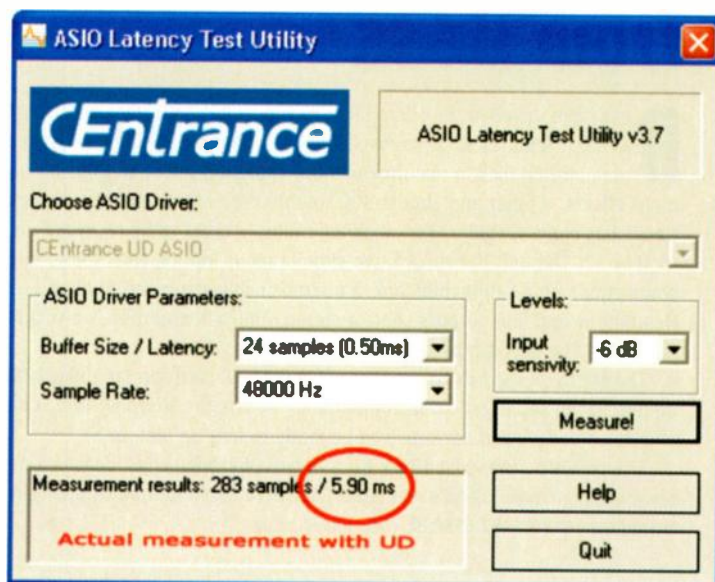 ASIO Latency Test Utility
CEntrance
ASIO Latency Test Utility v3.7
Choose ASIO Driver:
CEntrance UD ASIO
ASIO Driver Parameters:
Buffer Size / Latency: 24 samples (0.50ms)
Sample Rate: 48000 Hz
Levels:
Input
sensivity: -6 dB
Measure!
Measurement results: 283 samples / 5.90 ms
Actual measurement with UD
Help
Quit